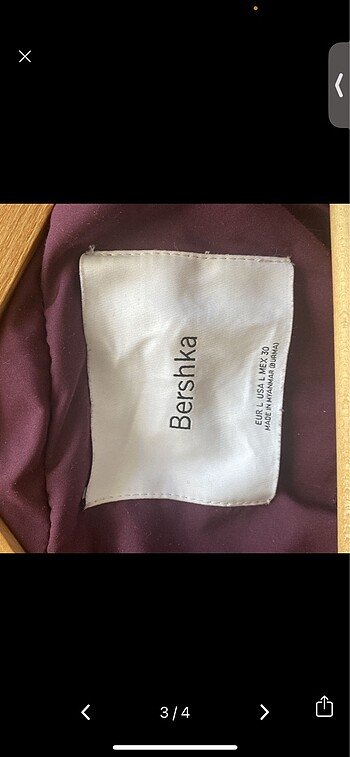 Bershka
EUR L USA L MEX 30
MADE IN MYANMAR (BURMA)
3/4